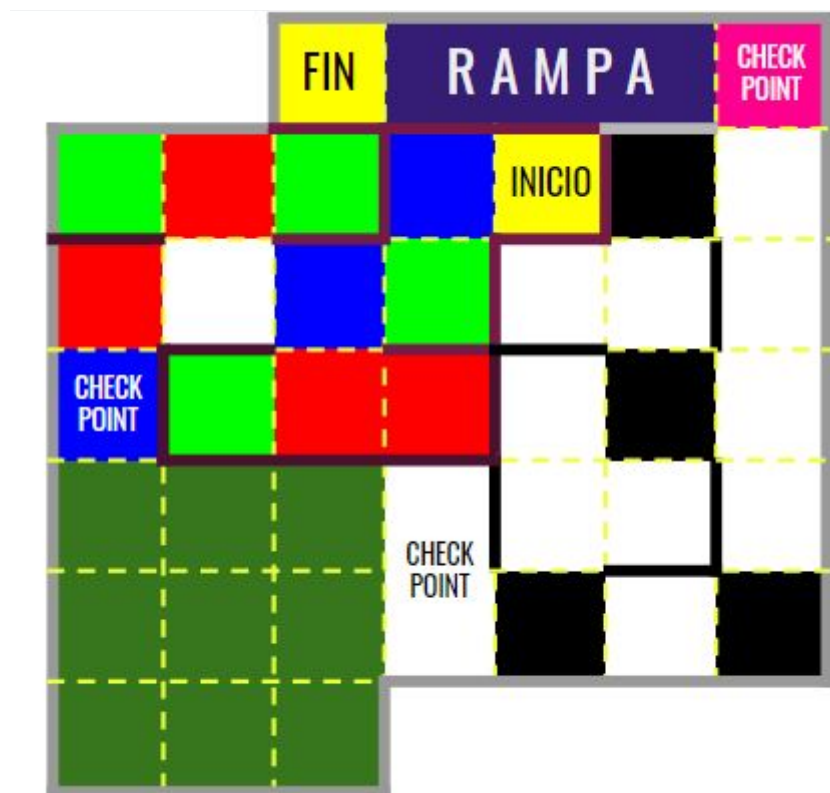 FIN
RAMPA
CHECK
POINT
INICIO
CHECK
POINT
CHECK
POINT